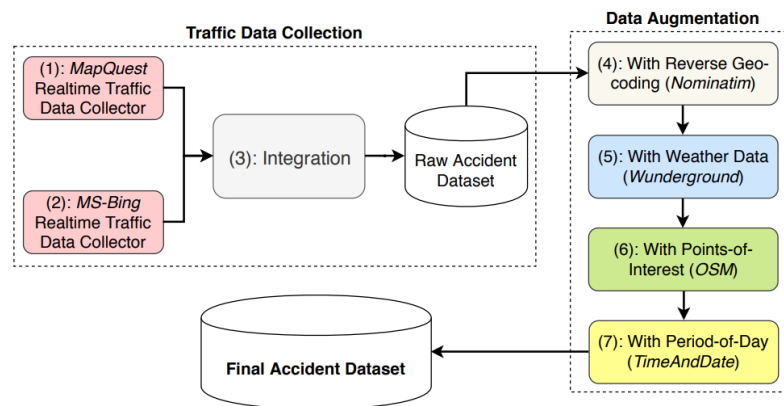 Traffic Data Collection
(1): MapQuest
Realtime Traffic
Data Collector
(2): MS-Bing
Realtime Traffic
Data Collector
(3): Integration
Raw Accident
Dataset
Data Augmentation
(4): With Reverse Geo-
coding (Nominatim)
(5): With Weather Data
(Wunderground)
(6): With Points-of-
Interest (OSM)
(7): With Period-of-Day
(TimeAndDate)
Final Accident Dataset